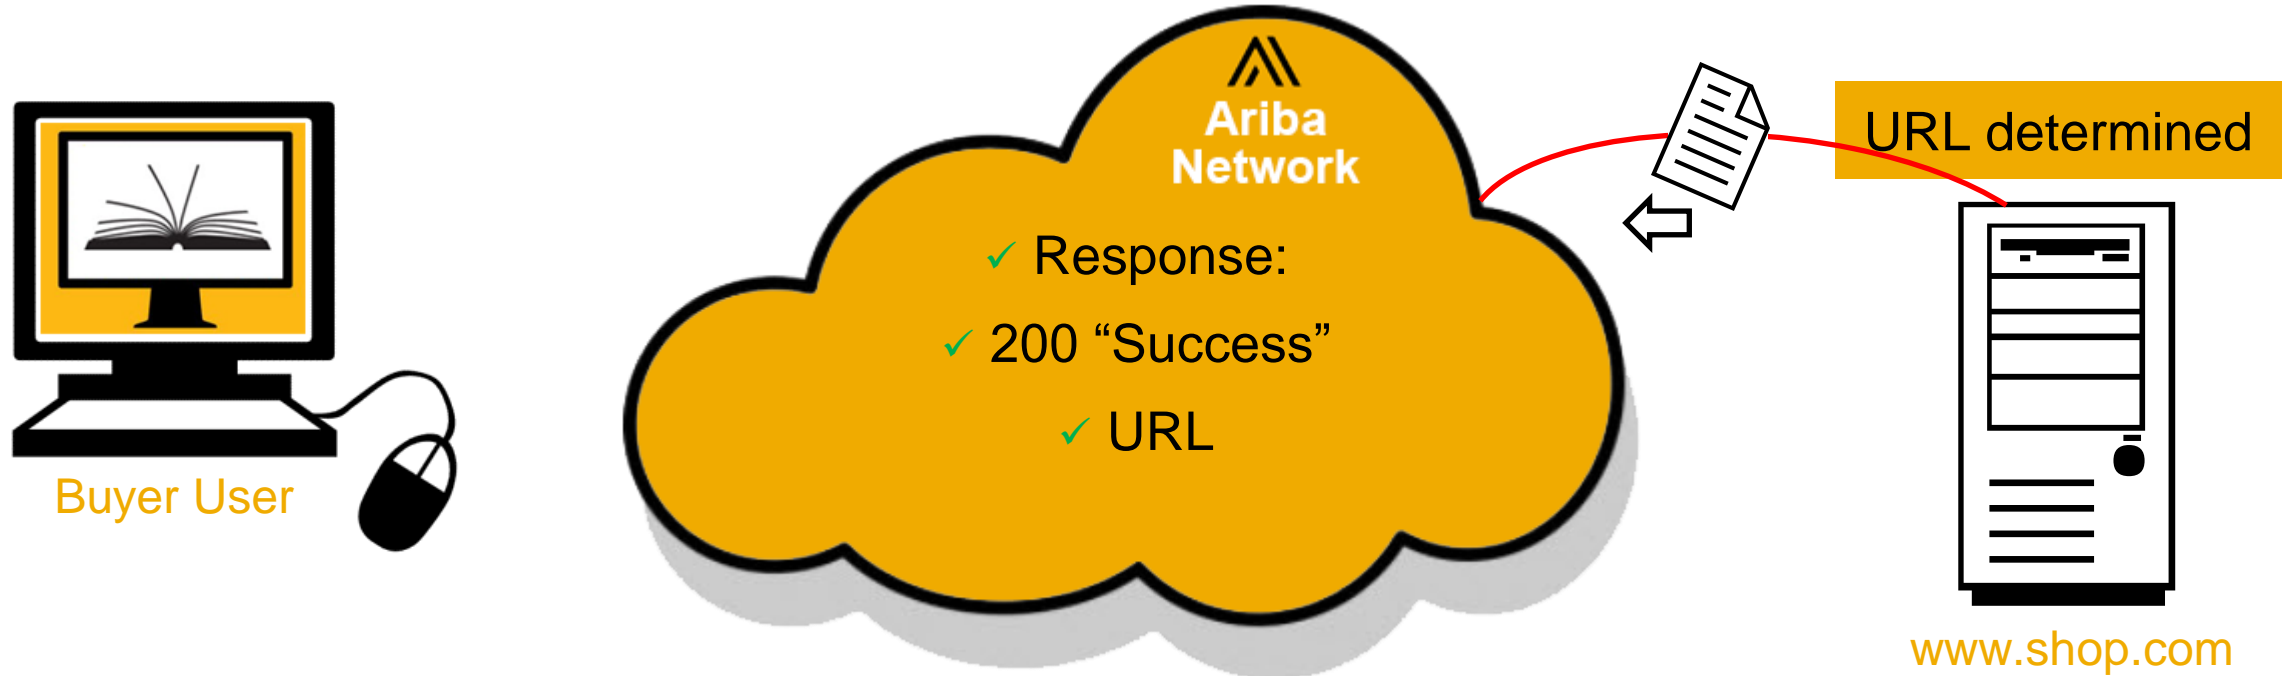 Ariba
Network
URL determined
✓ Response:
✓ 200 “Success”
✓ URL
Buyer User
www.shop.com